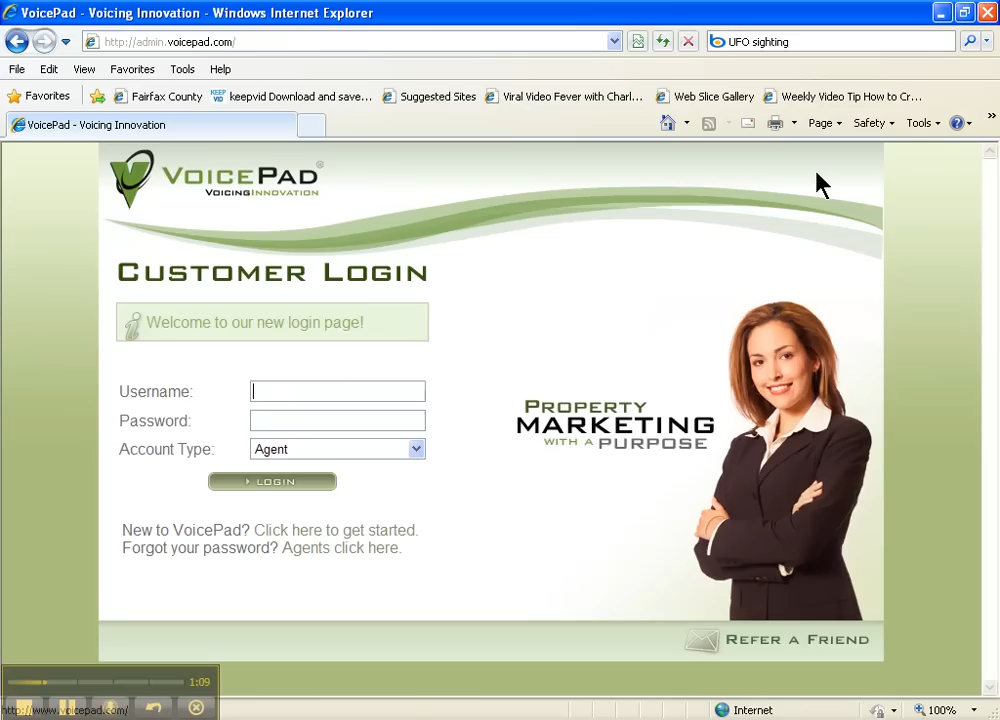 VoicePad - Voicing Innovation - Windows Internet Explorer
http://admin.voicepad.com/
UFO sighting
File Edit View Favorites Tools Help
Favorites Fairfax County KEEP VID keepvid Download and save... Suggested Sites Viral Video Fever with Charl... Web Slice Gallery Weekly Video Tip How to Cr...
VoicePad - Voicing Innovation
Page Safety Tools
VOICEPAD®
VOICINGINNOVATION
CUSTOMER LOGIN
Welcome to our new login page!
Username:
Password:
Account Type: Agent
LOGIN
PROPERTY
MARKETING
WITH A PURPOSE
New to VoicePad? Click here to get started.
Forgot your password? Agents click here.
REFER A FRIEND
1:09
http://www.voicepad.com/
Internet
100%